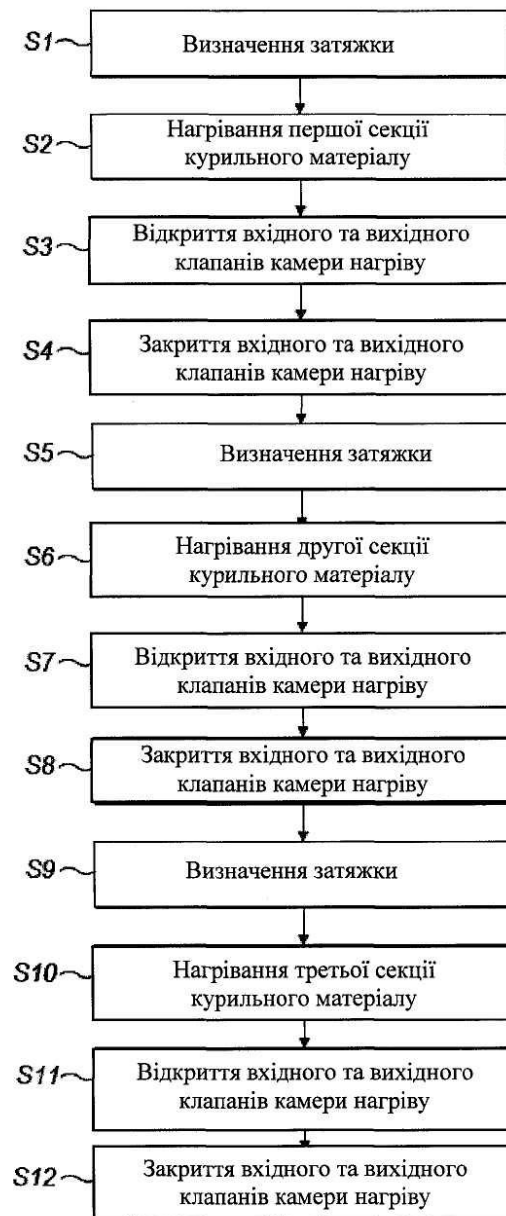 S1
Визначення затяжки
S2
Нагрівання першої секції
курильного матеріалу
S3
Відкриття вхідного та вихідного
клапанів камери нагріву
S4
Закриття вхідного та вихідного
клапанів камери нагріву
S5
Визначення затяжки
S6
Нагрівання другої секції
курильного матеріалу
S7
Відкриття вхідного та вихідного
клапанів камери нагріву
S8
Закриття вхідного та вихідного
клапанів камери нагріву
S9
Визначення затяжки
S10
Нагрівання третьої секції
курильного матеріалу
S11
Відкриття вхідного та вихідного
клапанів камери нагріву
S12
Закриття вхідного та вихідного
клапанів камери нагріву